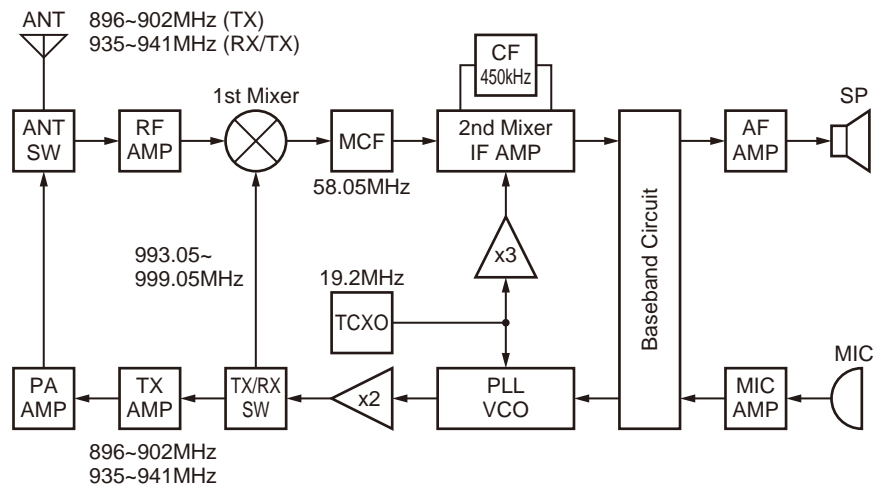 ANT
896~902MHz (TX)
935~941MHz (RX/TX)
CF
450kHz
1st Mixer
SP
ANT
SW
RF
AMP
MCF
2nd Mixer
IF AMP
AF
AMP
58.05MHz
Baseband Circuit
x3
993.05~
999.05MHz
19.2MHz
TCXO
MIC
PA
AMP
TX
AMP
TX/RX
SW
x2
PLL
VCO
MIC
AMP
896~902MHz
935~941MHz